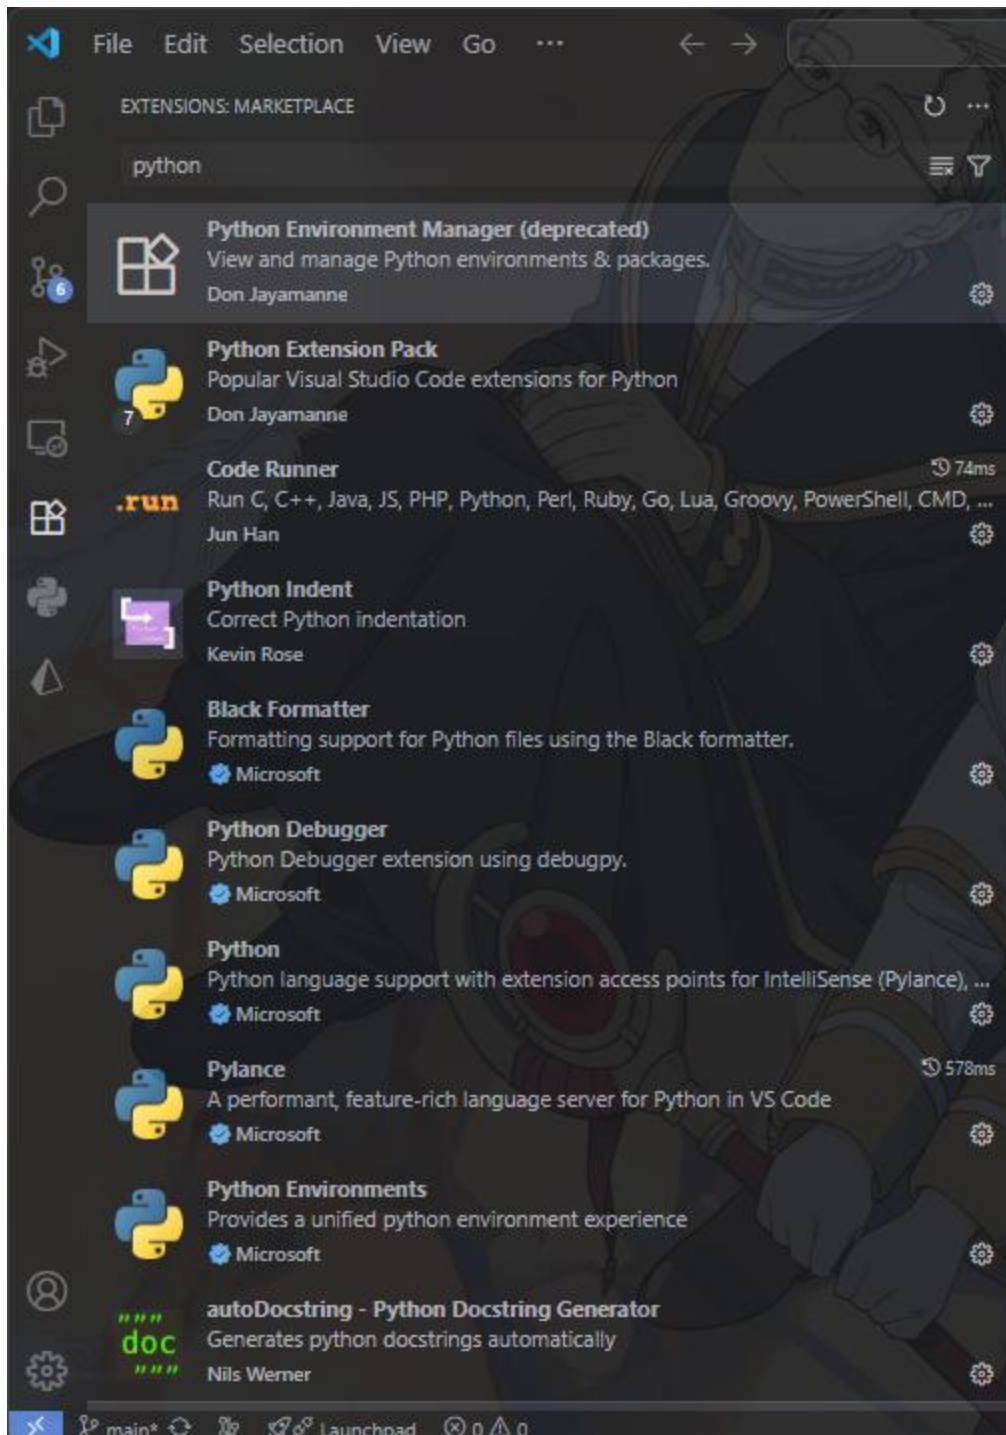 File Edit Selection View Go ...
EXTENSIONS: MARKETPLACE
python
Python Environment Manager (deprecated)
View and manage Python environments & packages.
Don Jayamanne
6
Python Extension Pack
Popular Visual Studio Code extensions for Python
7
Don Jayamanne
Code Runner 74ms
.run
Run C, C++, Java, JS, PHP, Python, Perl, Ruby, Go, Lua, Groovy, PowerShell, CMD, ...
Jun Han
Python Indent
Correct Python indentation
Kevin Rose
Black Formatter
Formatting support for Python files using the Black formatter.
Microsoft
Python Debugger
Python Debugger extension using debugpy.
Microsoft
Python
Python language support with extension access points for IntelliSense (Pylance), ...
Microsoft
Pylance 578ms
A performant, feature-rich language server for Python in VS Code
Microsoft
Python Environments
Provides a unified python environment experience
Microsoft
autoDocstring - Python Docstring Generator
"""
doc
"""
Generates python docstrings automatically
Nils Werner
main* Launchpad 0 0